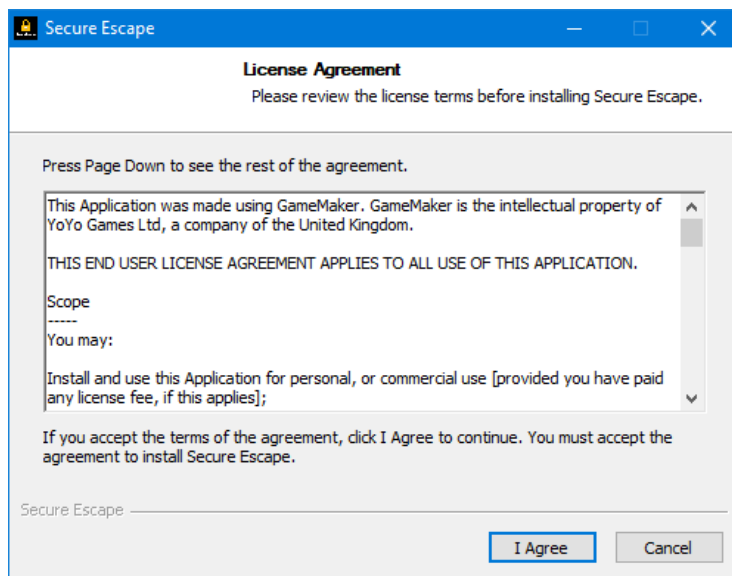 Secure Escape
License Agreement
Please review the license terms before installing Secure Escape.
Press Page Down to see the rest of the agreement.
This Application was made using GameMaker. GameMaker is the intellectual property of
YoYo Games Ltd, a company of the United Kingdom.
THIS END USER LICENSE AGREEMENT APPLIES TO ALL USE OF THIS APPLICATION.
Scope
-----
You may:
Install and use this Application for personal, or commercial use [provided you have paid
any license fee, if this applies];
If you accept the terms of the agreement, click I Agree to continue. You must accept the
agreement to install Secure Escape.
Secure Escape
I Agree
Cancel